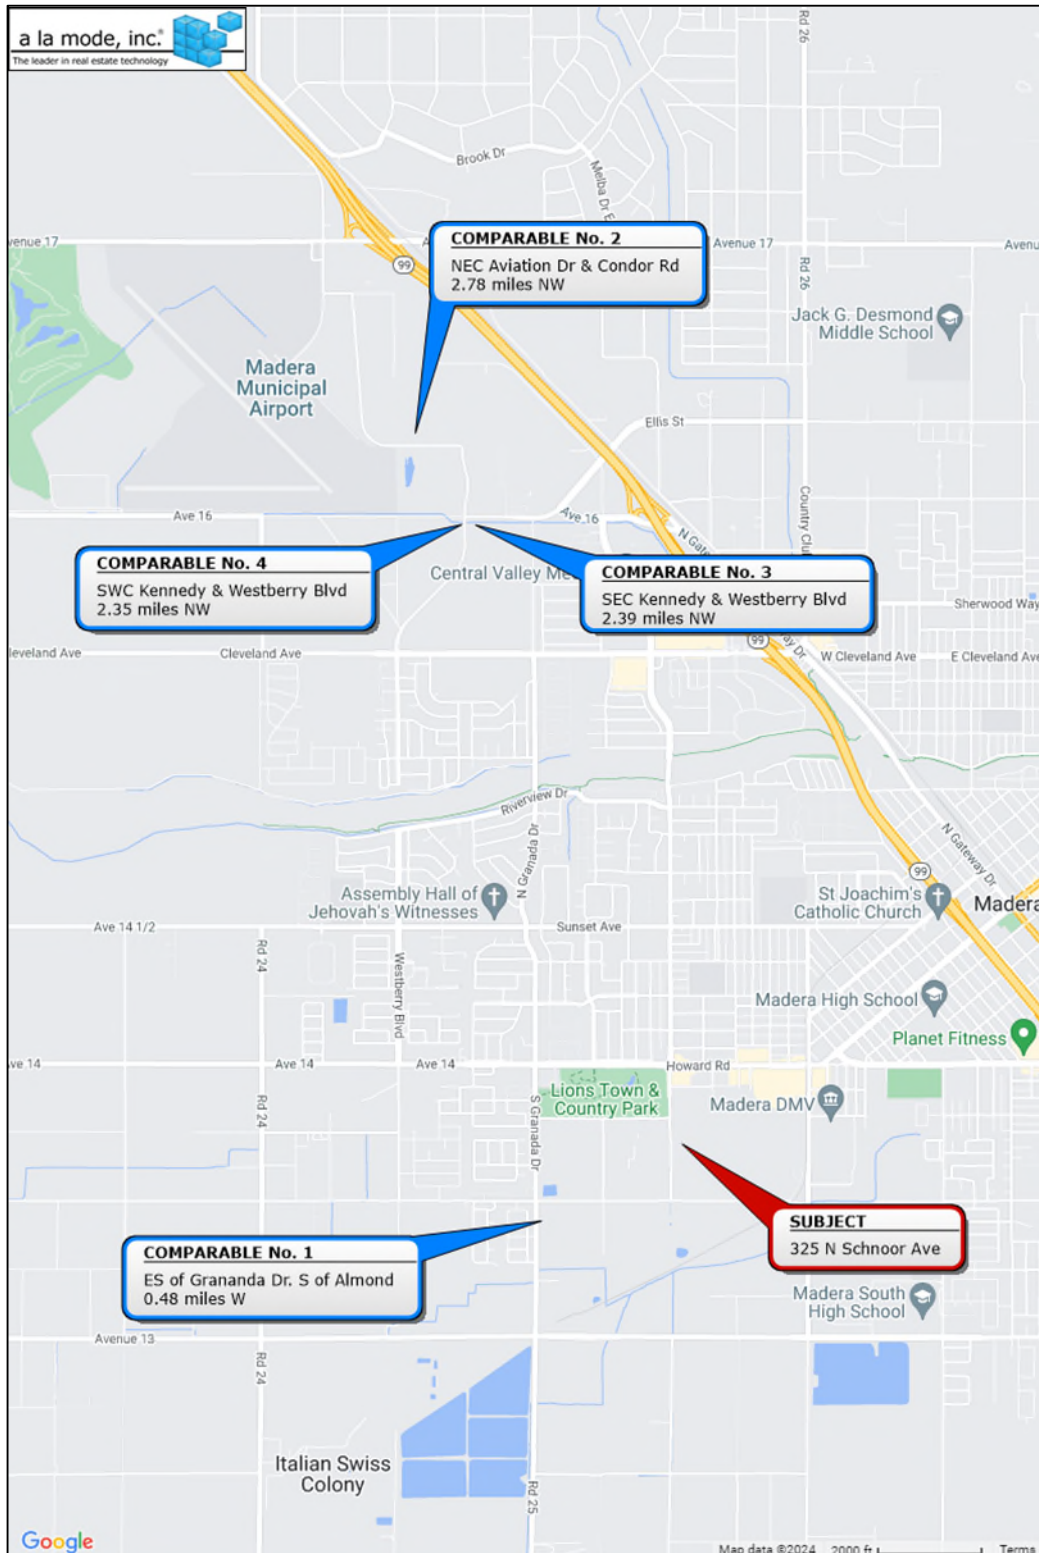 a la mode, inc.®
The leader in real estate technology
Rd 26
Brook Dr
Melba Dr E
venue 17
COMPARABLE No. 2
NEC Aviation Dr & Condor Rd
2.78 miles NW
Avenue 17
Avenu
99
Rd 26
Jack G. Desmond
Middle School
Madera
Municipal
Airport
Ellis St
Ave 16
Ave 16
Country Clu
N Gate
COMPARABLE No. 4
SWC Kennedy & Westberry Blvd
2.35 miles NW
Central Valley Me
COMPARABLE No. 3
SEC Kennedy & Westberry Blvd
2.39 miles NW
Sherwood Way
99
ay Dr
leveland Ave
Cleveland Ave
W Cleveland Ave
E Cleveland Ave
Riverview Dr
N Granada Dr
N Gateway Dr
99
Assembly Hall of
Jehovah's Witnesses
St Joachim's
Catholic Church
Madera
Ave 14 1/2
Sunset Ave
Rd 24
Westberry Blvd
Madera High School
Planet Fitness
ve 14
Ave 14
Ave 14
Howard Rd
Lions Town &
Country Park
Madera DMV
Rd 24
S Granada Dr
SUBJECT
325 N Schnoor Ave
COMPARABLE No. 1
ES of Grananda Dr. S of Almond
0.48 miles W
Madera South
High School
Avenue 13
Rd 24
Italian Swiss
Colony
Rd 25
Google
Map data ©2024
2000 ft
Terms